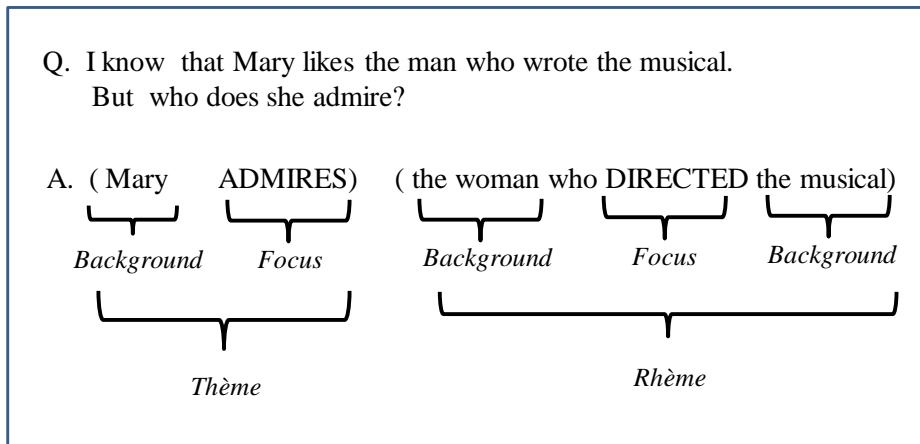 Q. I know that Mary likes the man who wrote the musical.
But who does she admire?
A. ( Mary ADMIRES) ( the woman who DIRECTED the musical)
Background Focus Background Focus Background
Thème Rhème